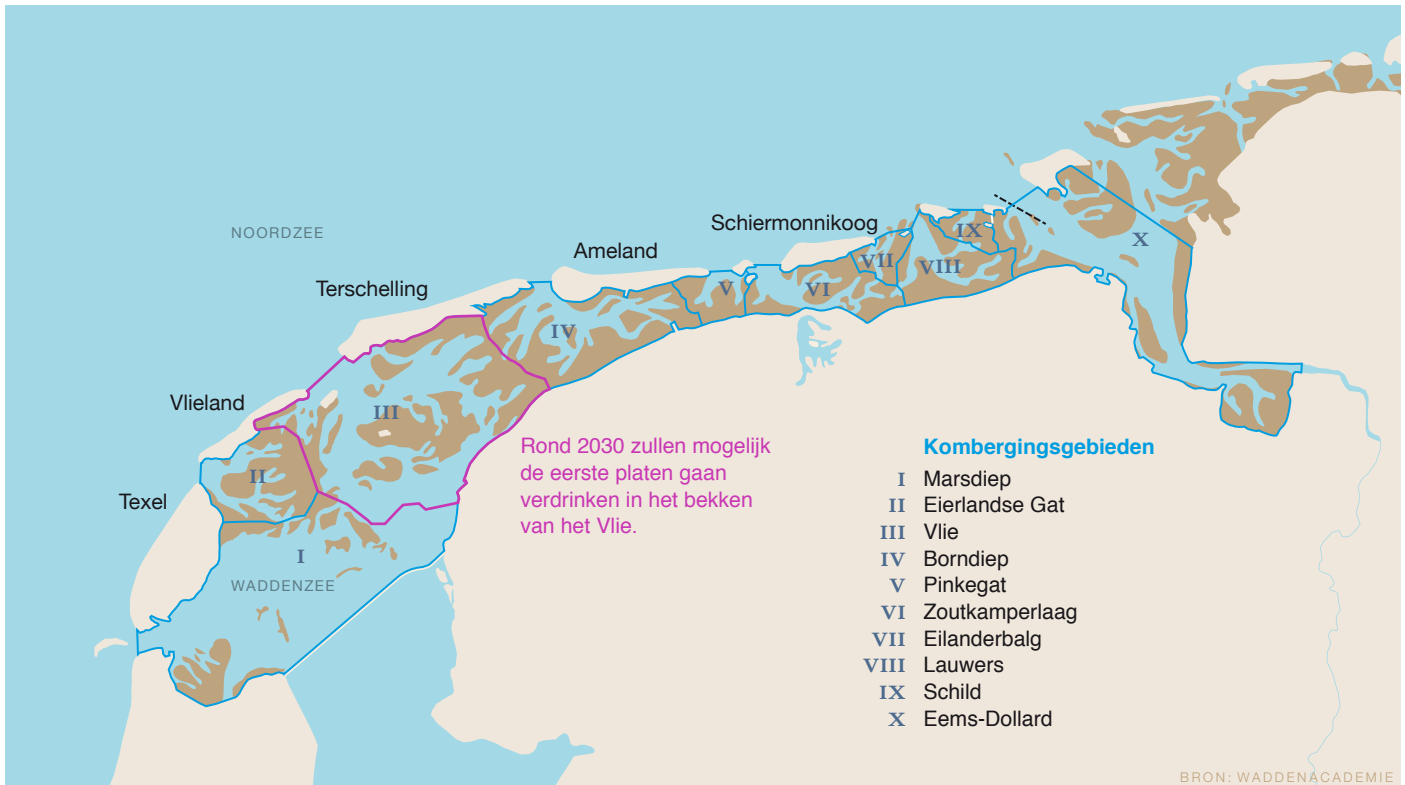 NOORDZEE
Schiermonnikoog
Ameland
Terschelling
Vlieland
Texel
WADDENZEE
I
II
III
IV
V
VI
VII
VIII
IX
X
Rond 2030 zullen mogelijk
de eerste platen gaan
verdrinken in het bekken
van het Vlie.
Kombergingsgebieden
I Marsdiep
II Eierlandse Gat
III Vlie
IV Borndiep
V Pinkegat
VI Zoutkamperlaag
VII Eilanderbalg
VIII Lauwers
IX Schild
X Eems-Dollard
BRON: WADDENACADEMIE